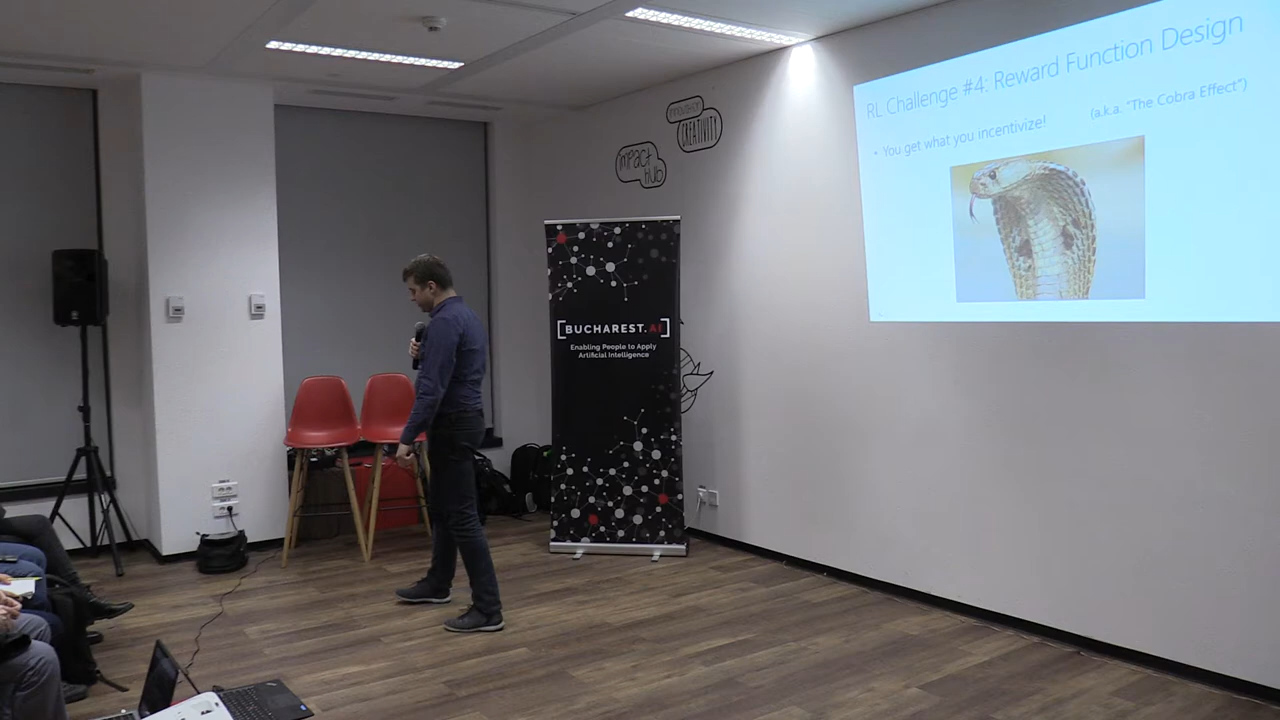 RL Challenge #4: Reward Function Design
(a.k.a. "The Cobra Effect")
• You get what you incentivize!
innovation
CREATIVITY
impact
HUB
[BUCHAREST.AI]
Enabling People to Apply
Artificial Intelligence